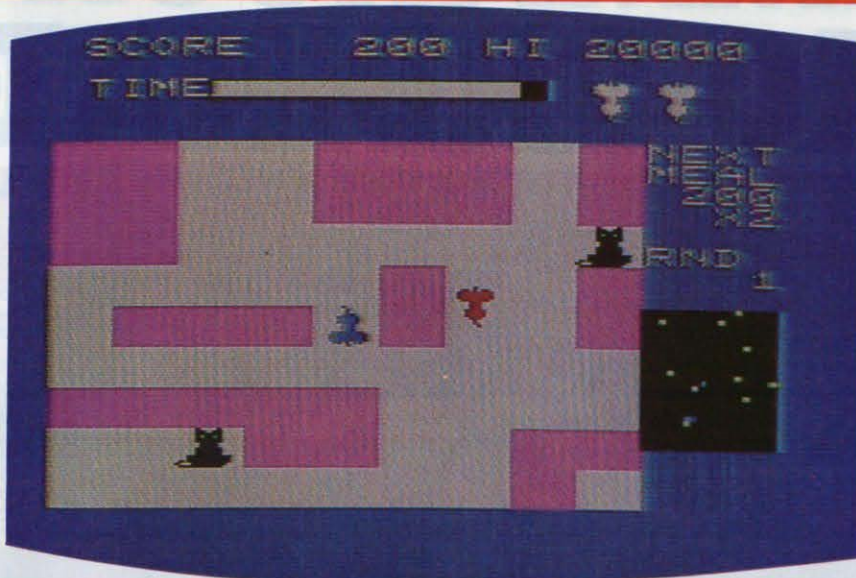 SCORE 200 HI 20000
TIME
NEXT
MEAL
200
X2
RND
1